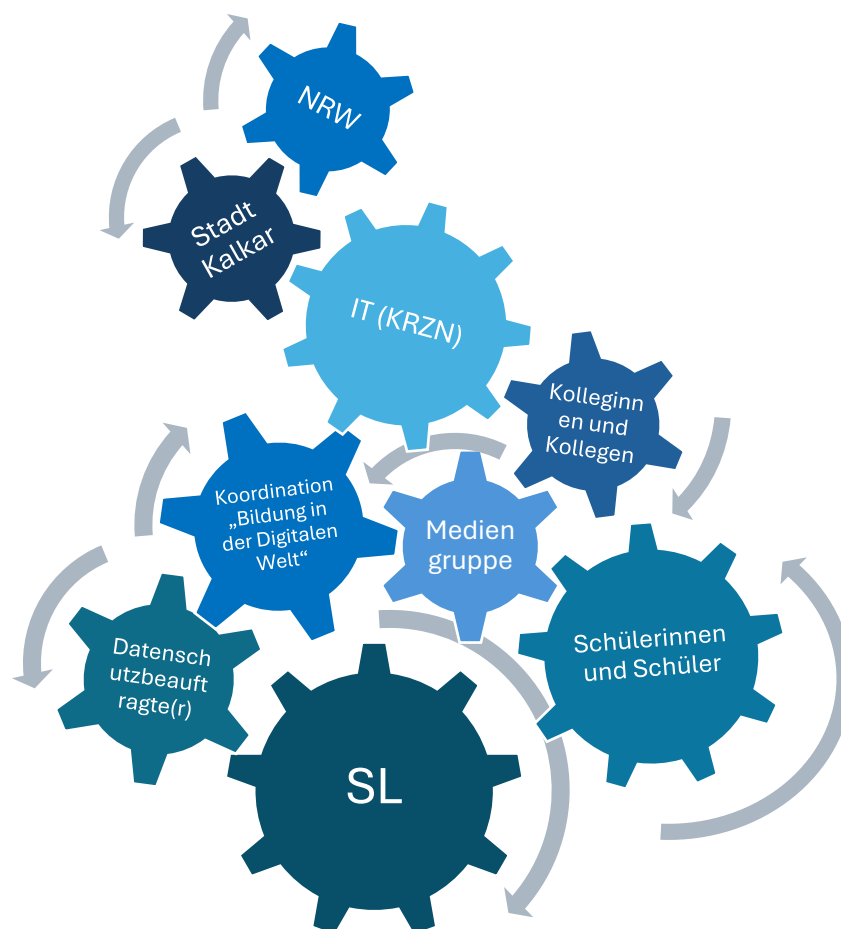 NRW
Stadt
Kalkar
IT (KRZN)
Kolleginn
en und
Kollegen
Koordination
„Bildung in
der Digitalen
Welt“
Medien
gruppe
Schülerinnen
und Schüler
Datensch
utzbeauft
ragte(r)
SL